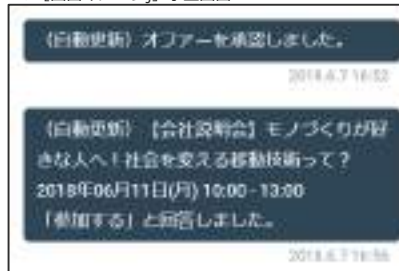 （自動更新）オファーを承認しました。
2018.6.7 16:52
（自動更新）【会社説明会】モノづくりが好
きな人へ！社会を変える移動技術って？
2018年06月11日(月) 10:00 - 13:00
「参加する」と回答しました。
2018.6.7 16:56